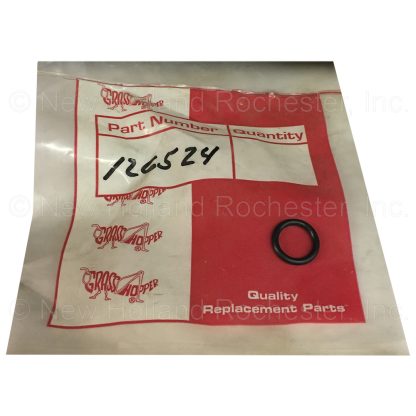 GRASSHOPPER
Part Number Quantity
126524
GRASSHOPPER
GRASSHOPPER
GRASSHOPPER
Quality
Replacement Parts
© New Holland Rochester, Inc.
© New Holland Rochester, Inc.
© New Holland Rochester, Inc.